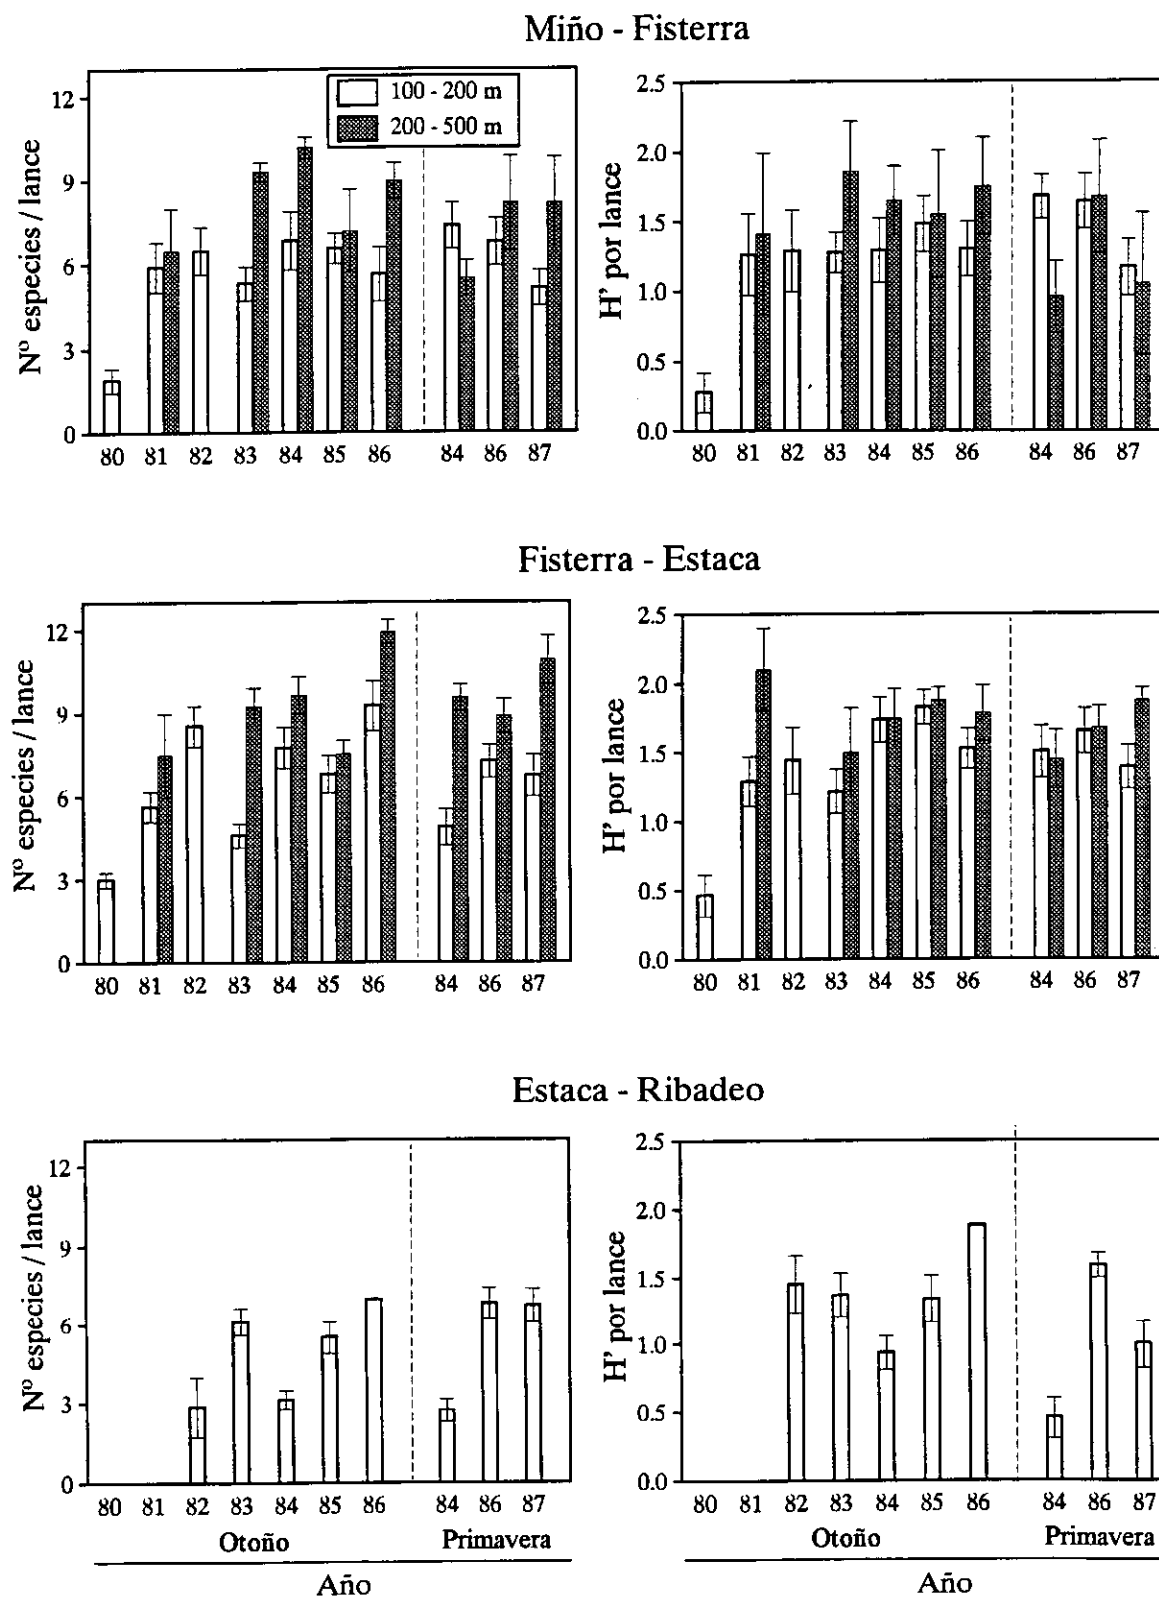 Miño - Fisterra
Nº especies / lance
12
9
6
3
0
100 - 200 m
200 - 500 m
80 81 82 83 84 85 86 84 86 87
H' por lance
2.5
2.0
1.5
1.0
0.5
0.0
80 81 82 83 84 85 86 84 86 87
Fisterra - Estaca
Nº especies / lance
12
9
6
3
0
80 81 82 83 84 85 86 84 86 87
H' por lance
2.5
2.0
1.5
1.0
0.5
0.0
80 81 82 83 84 85 86 84 86 87
Estaca - Ribadeo
Nº especies / lance
12
9
6
3
0
80 81 82 83 84 85 86 84 86 87
Otoño Primavera
Año
H' por lance
2.5
2.0
1.5
1.0
0.5
0.0
80 81 82 83 84 85 86 84 86 87
Otoño Primavera
Año